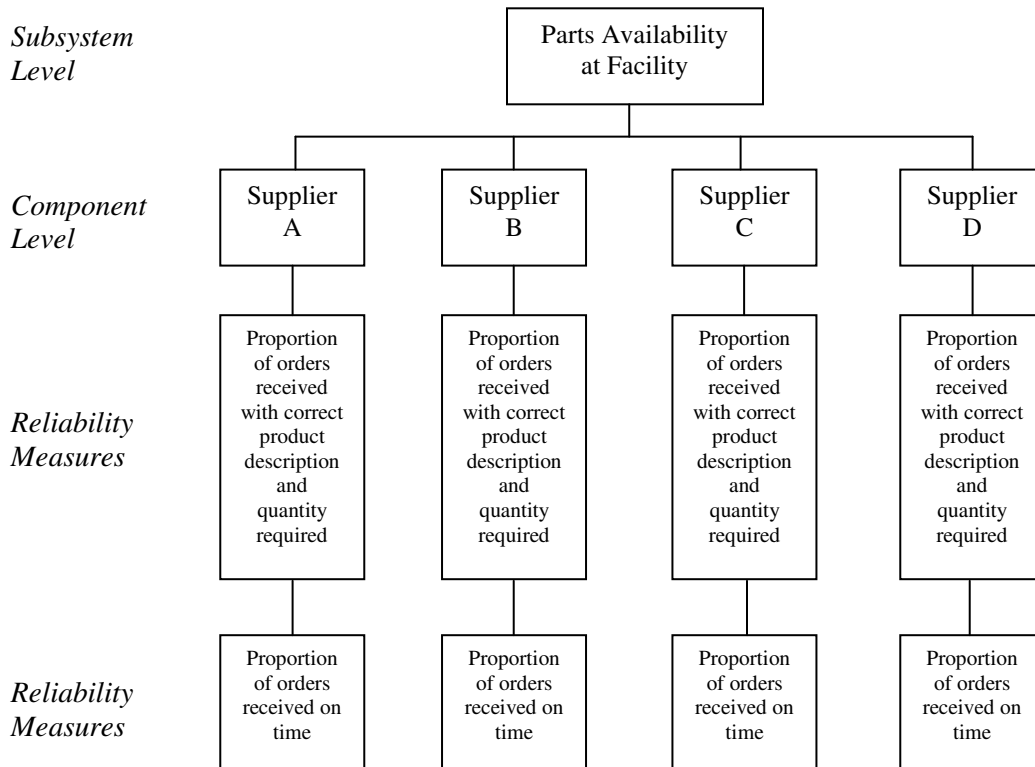 Subsystem
Level
Parts Availability
at Facility
Component
Level
Supplier
A
Supplier
B
Supplier
C
Supplier
D
Reliability
Measures
Proportion
of orders
received
with correct
product
description
and
quantity
required
Proportion
of orders
received
with correct
product
description
and
quantity
required
Proportion
of orders
received
with correct
product
description
and
quantity
required
Proportion
of orders
received
with correct
product
description
and
quantity
required
Reliability
Measures
Proportion
of orders
received on
time
Proportion
of orders
received on
time
Proportion
of orders
received on
time
Proportion
of orders
received on
time